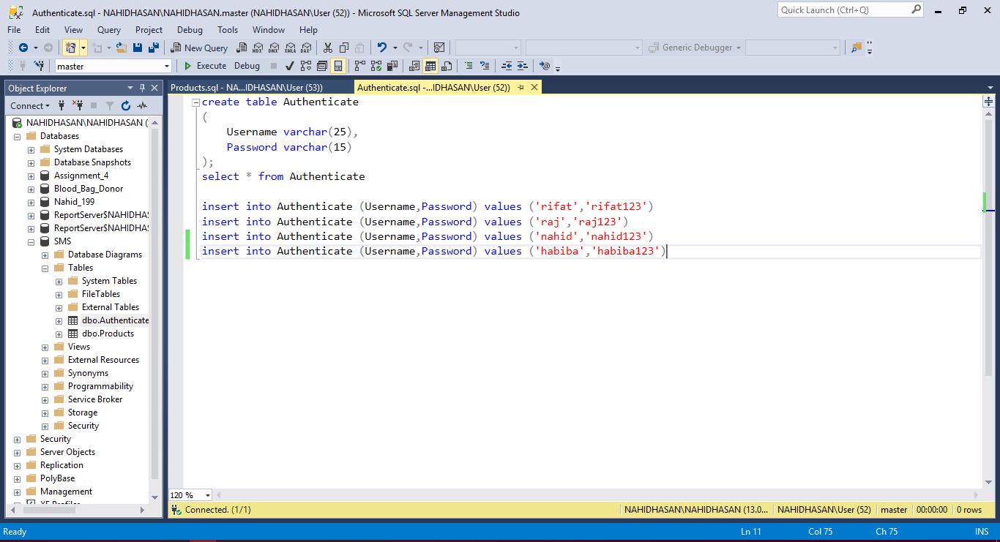 Authenticate.sql - NAHIDHASAN\NAHIDHASAN.master (NAHIDHASAN\User (52)) - Microsoft SQL Server Management Studio
Quick Launch (Ctrl+Q)
File Edit View Query Project Debug Tools Window Help
New Query MDX DMX XMLA DAX Generic Debugger
master Execute Debug
Object Explorer
Connect
NAHIDHASAN\NAHIDHASAN (
Databases
System Databases
Database Snapshots
Assignment_4
Blood_Bag_Donor
Nahid_199
ReportServer$NAHIDHAS
ReportServer$NAHIDHAS
SMS
Database Diagrams
Tables
System Tables
FileTables
External Tables
dbo.Authenticate
dbo.Products
Views
External Resources
Synonyms
Programmability
Service Broker
Storage
Security
Security
Server Objects
Replication
PolyBase
Management
XE Profiler
Products.sql - NA...IDHASAN\User (53))
Authenticate.sql -...IDHASAN\User (52))
create table Authenticate
(
Username varchar(25),
Password varchar(15)
);
select * from Authenticate
insert into Authenticate (Username,Password) values ('rifat','rifat123')
insert into Authenticate (Username,Password) values ('raj','raj123')
insert into Authenticate (Username,Password) values ('nahid','nahid123')
insert into Authenticate (Username,Password) values ('habiba','habiba123')
120 %
Connected. (1/1)
NAHIDHASAN\NAHIDHASAN (13.0... NAHIDHASAN\User (52) master 00:00:00 0 rows
Ready Ln 11 Col 75 Ch 75 INS